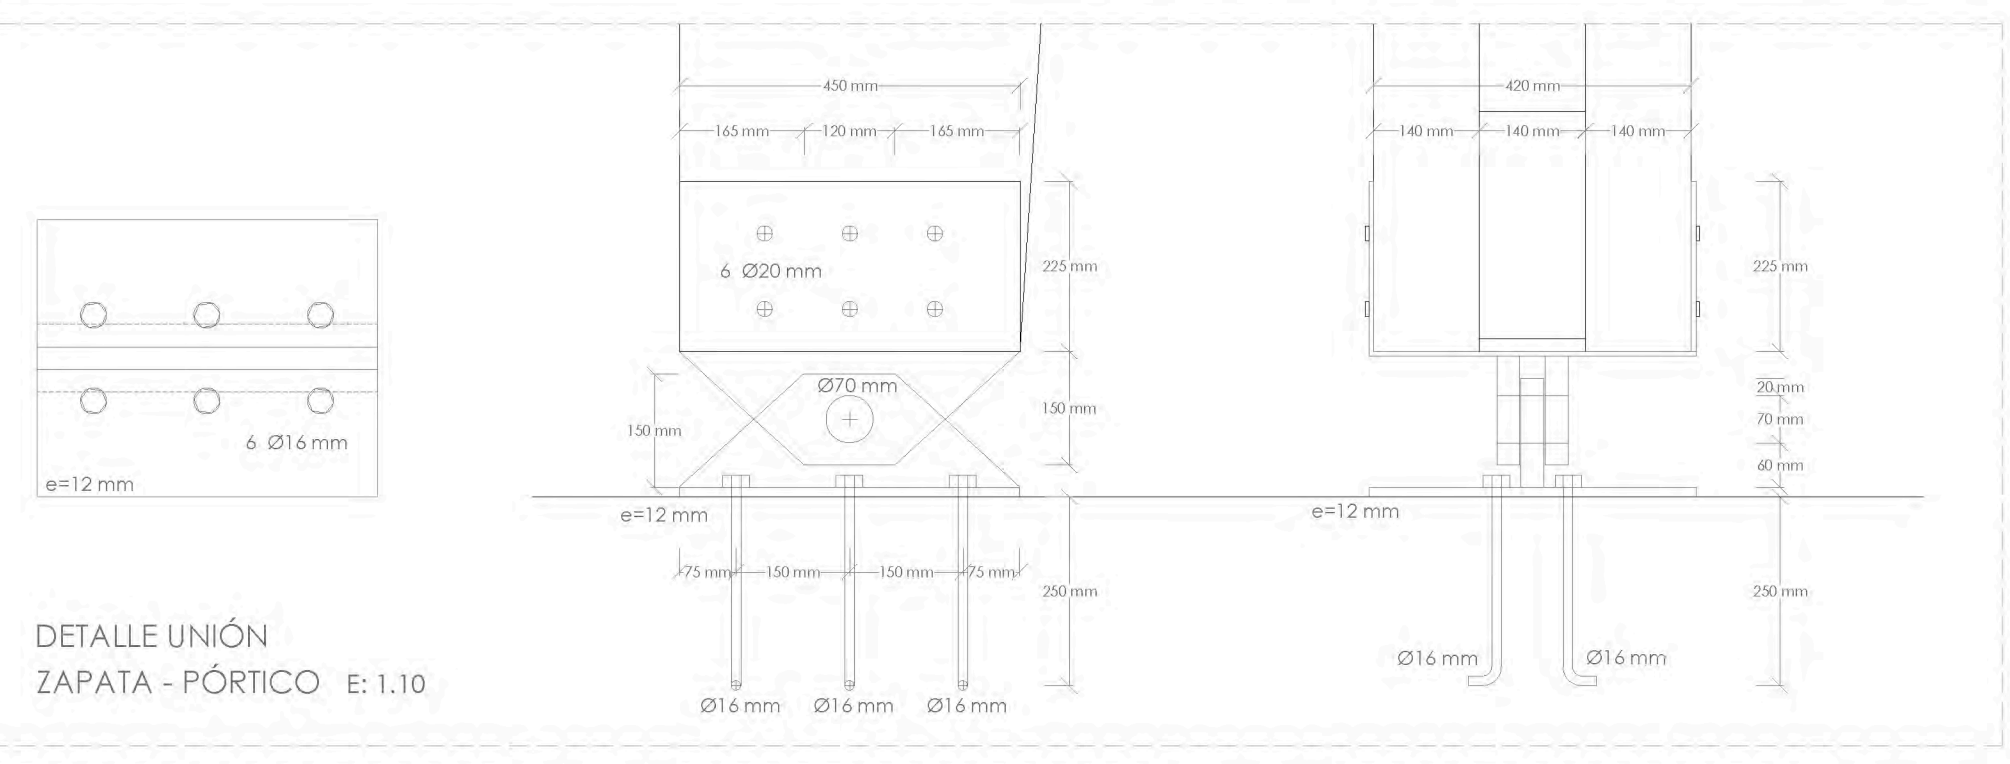 6 Ø16 mm
e=12 mm
DETALLE UNIÓN
ZAPATA - PÓRTICO E: 1.10
450 mm
165 mm 120 mm 165 mm
6 Ø20 mm
225 mm
Ø70 mm
150 mm
150 mm
e=12 mm
75 mm 150 mm 150 mm 75 mm
250 mm
Ø16 mm Ø16 mm Ø16 mm
420 mm
140 mm 140 mm 140 mm
225 mm
20 mm
70 mm
60 mm
e=12 mm
250 mm
Ø16 mm Ø16 mm